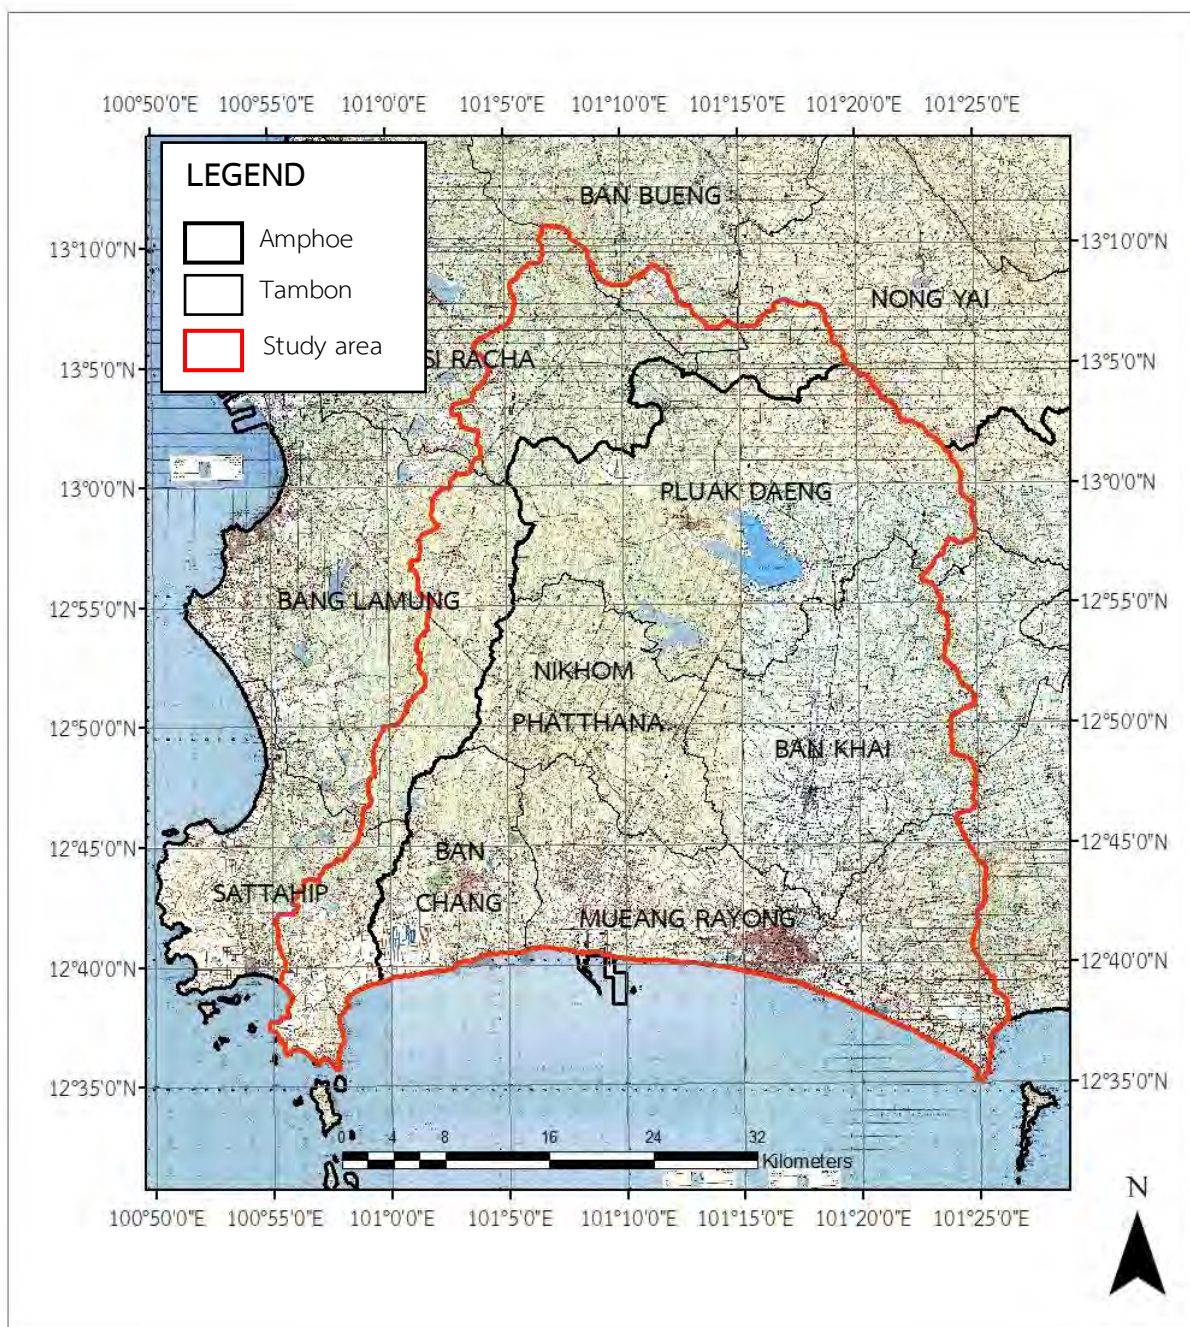 100°50'0"E 100°55'0"E 101°0'0"E 101°5'0"E 101°10'0"E 101°15'0"E 101°20'0"E 101°25'0"E
LEGEND
Amphoe
Tambon
Study area
BAN BUENG
13°10'0"N 13°10'0"N
NONG YAI
SI RACHA
13°5'0"N 13°5'0"N
13°0'0"N 13°0'0"N
PLUAK DAENG
12°55'0"N 12°55'0"N
BANG LAMUNG
NIKHOM
PHATTHANA
12°50'0"N 12°50'0"N
BAN KHAI
12°45'0"N 12°45'0"N
BAN
CHANG
SATTAHIP
MUEANG RAYONG
12°40'0"N 12°40'0"N
12°35'0"N 12°35'0"N
0 4 8 16 24 32
Kilometers
N
100°50'0"E 100°55'0"E 101°0'0"E 101°5'0"E 101°10'0"E 101°15'0"E 101°20'0"E 101°25'0"E